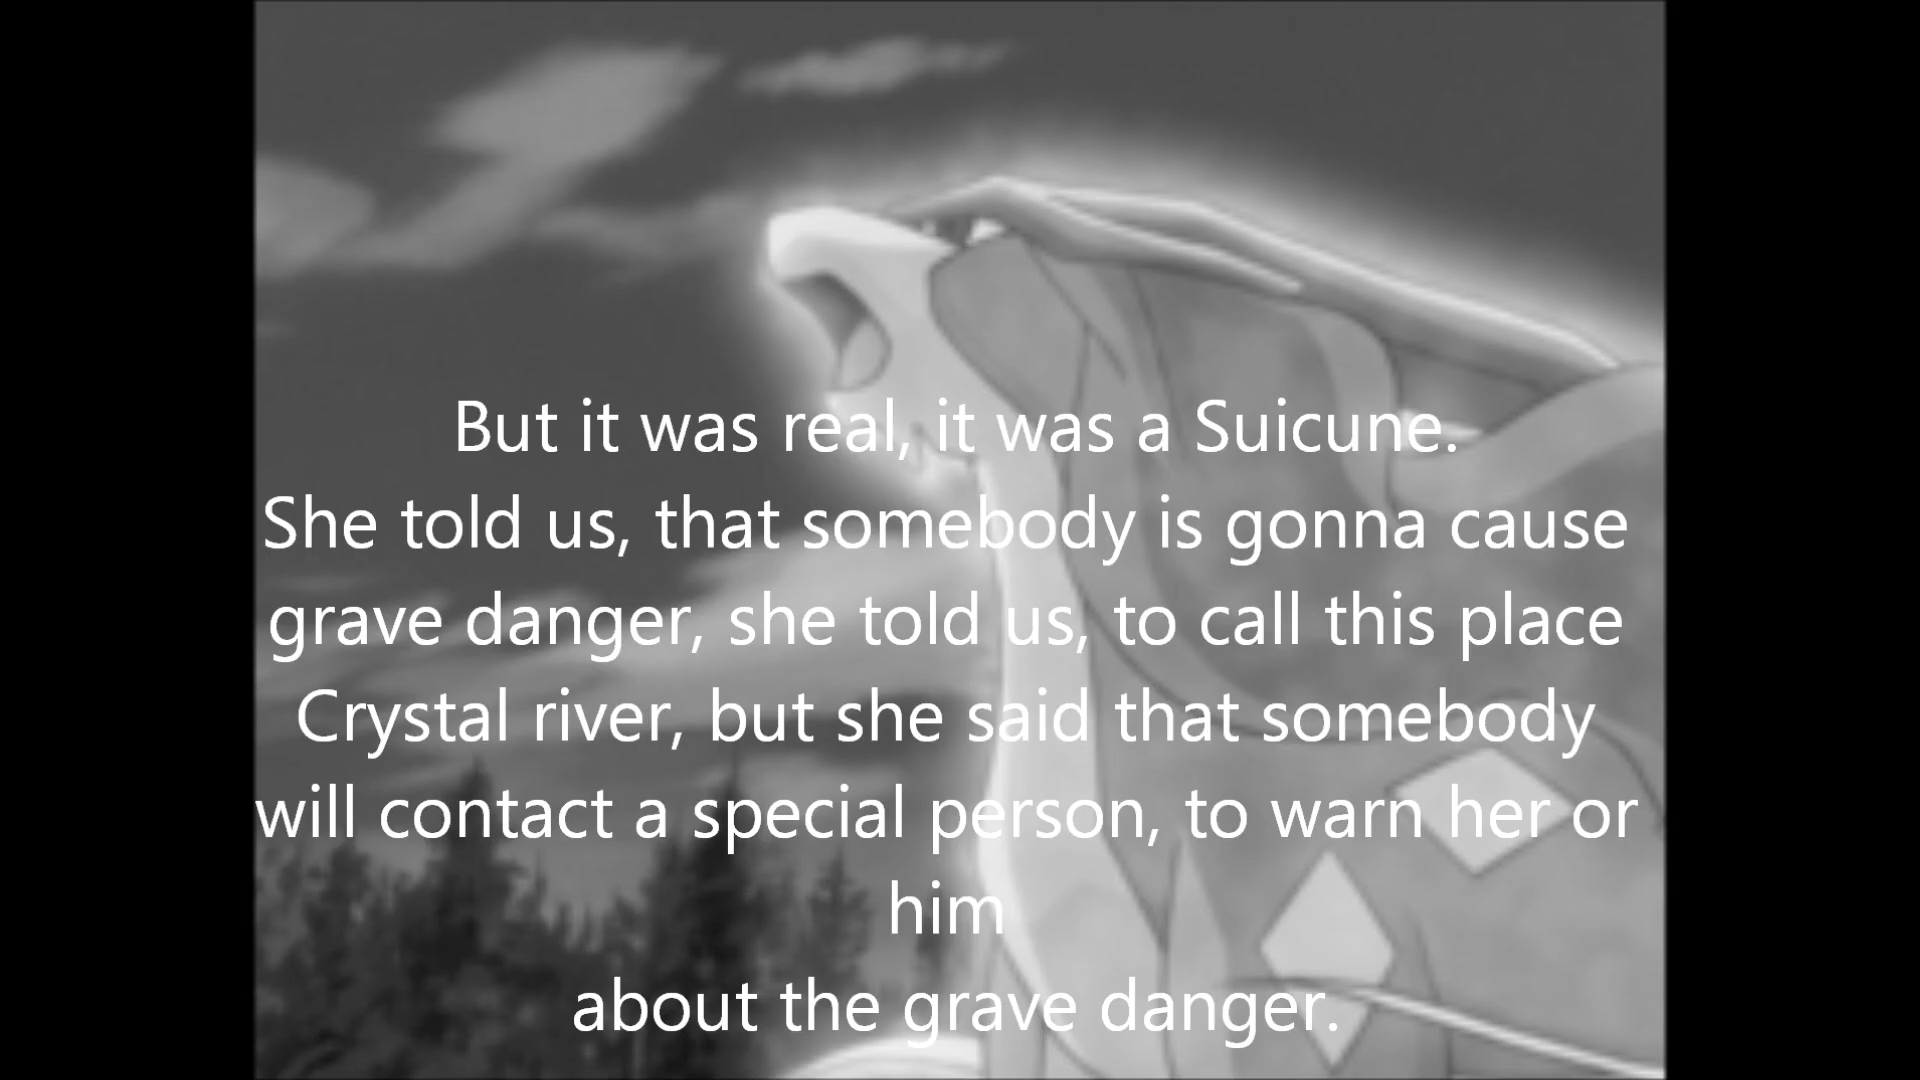 But it was real, it was a Suicune.
She told us, that somebody is gonna cause
grave danger, she told us, to call this place
Crystal river, but she said that somebody
will contact a special person, to warn her or
him
about the grave danger.